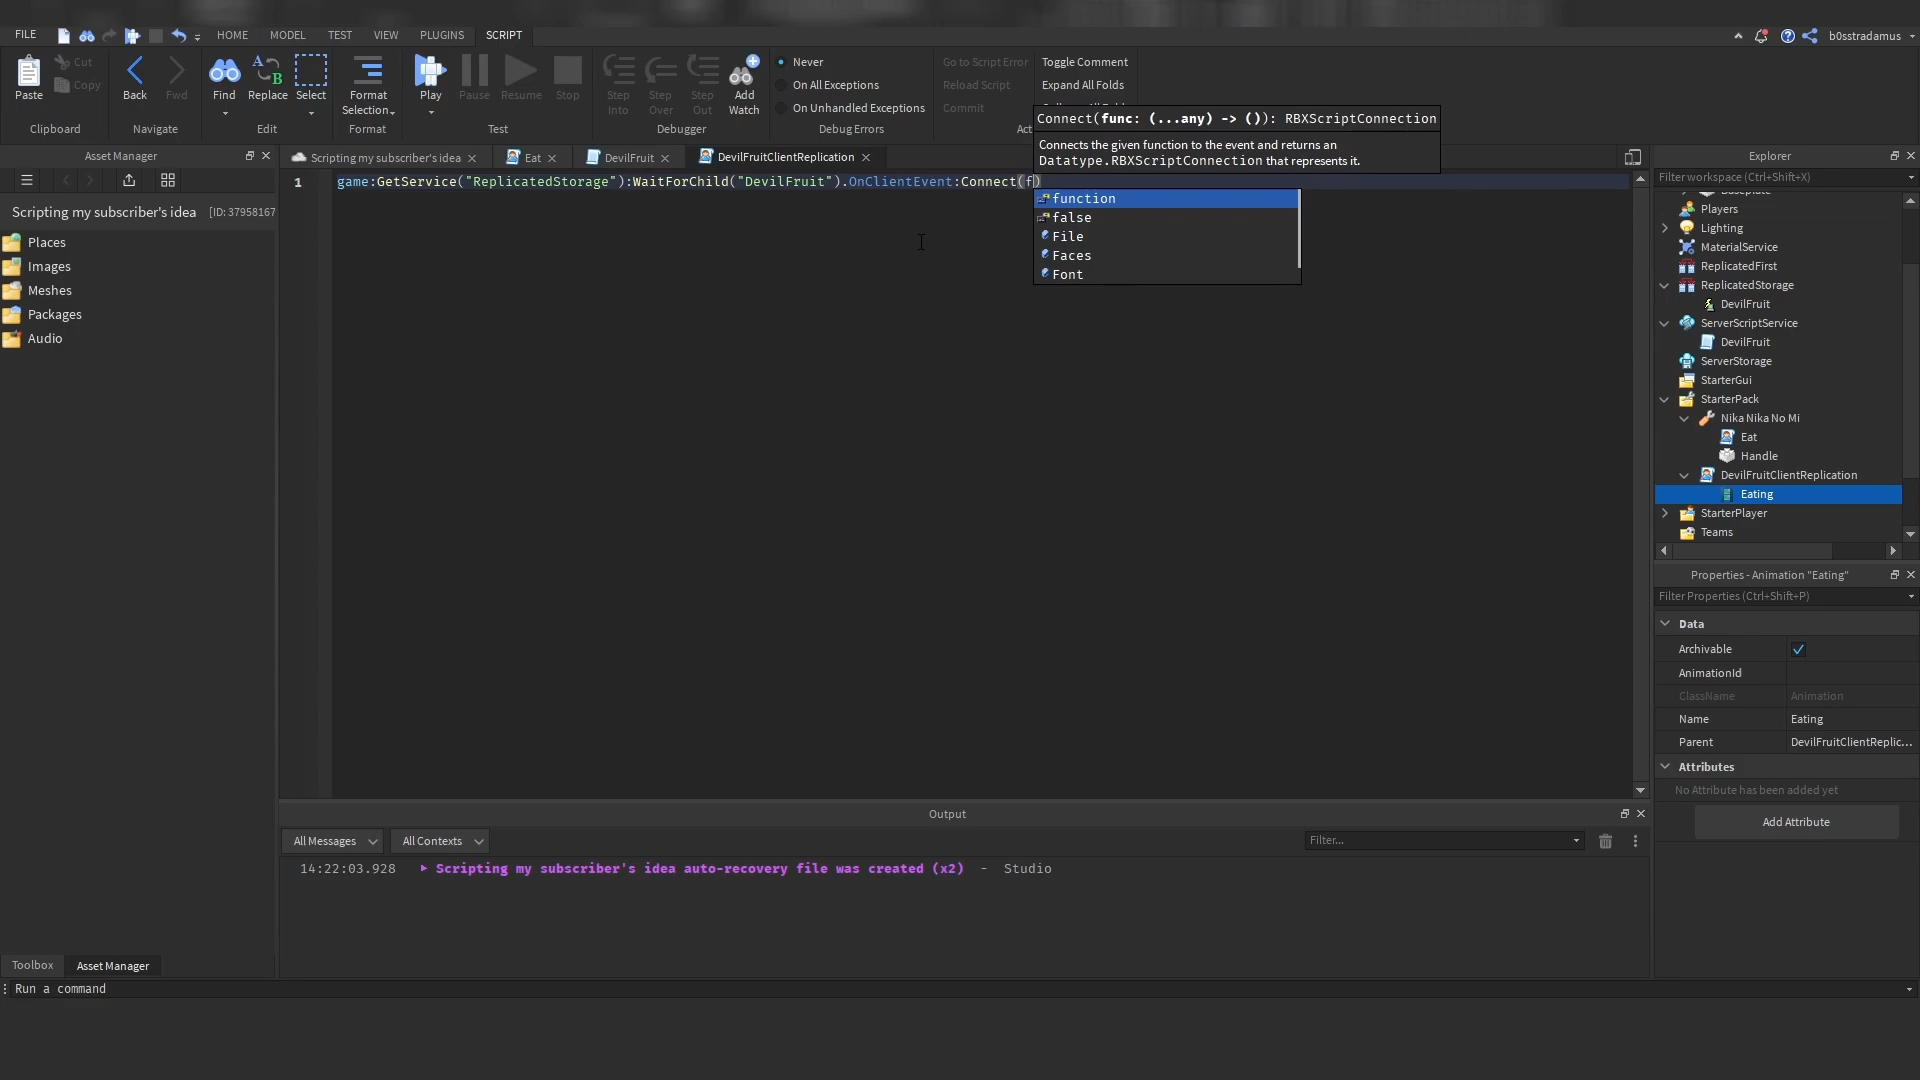 FILE HOME MODEL TEST VIEW PLUGINS SCRIPT b0sstradamus
Paste Cut Copy Clipboard
Back Fwd Navigate
Find Replace Select Edit
Format Selection Format
Play Pause Resume Stop Test
Step Into Step Over Step Out Add Watch Debugger
Never
On All Exceptions
On Unhandled Exceptions
Debug Errors
Go to Script Error
Reload Script
Commit
Toggle Comment
Expand All Folds
Connect(func: (...any) -> ()): RBXScriptConnection
Connects the given function to the event and returns an
Datatype.RBXScriptConnection that represents it.
Asset Manager
Scripting my subscriber's idea [ID: 37958167
Places
Images
Meshes
Packages
Audio
Toolbox Asset Manager
Scripting my subscriber's idea Eat DevilFruit DevilFruitClientReplication
1 game:GetService("ReplicatedStorage"):WaitForChild("DevilFruit").OnClientEvent:Connect(f)
function
false
File
Faces
Font
Output
All Messages All Contexts Filter...
14:22:03.928 Scripting my subscriber's idea auto-recovery file was created (x2) - Studio
Explorer
Filter workspace (Ctrl+Shift+X)
Players
Lighting
MaterialService
ReplicatedFirst
ReplicatedStorage
DevilFruit
ServerScriptService
DevilFruit
ServerStorage
StarterGui
StarterPack
Nika Nika No Mi
Eat
Handle
DevilFruitClientReplication
Eating
StarterPlayer
Teams
Properties - Animation "Eating"
Filter Properties (Ctrl+Shift+P)
Data
Archivable
AnimationId
ClassName Animation
Name Eating
Parent DevilFruitClientReplic...
Attributes
No Attribute has been added yet
Add Attribute
Run a command